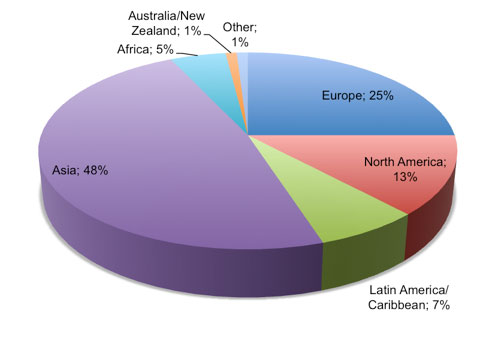 Australia/New
Zealand; 1%
Other;
1%
Africa; 5%
Europe; 25%
North America;
13%
Asia; 48%
Latin America/
Caribbean; 7%